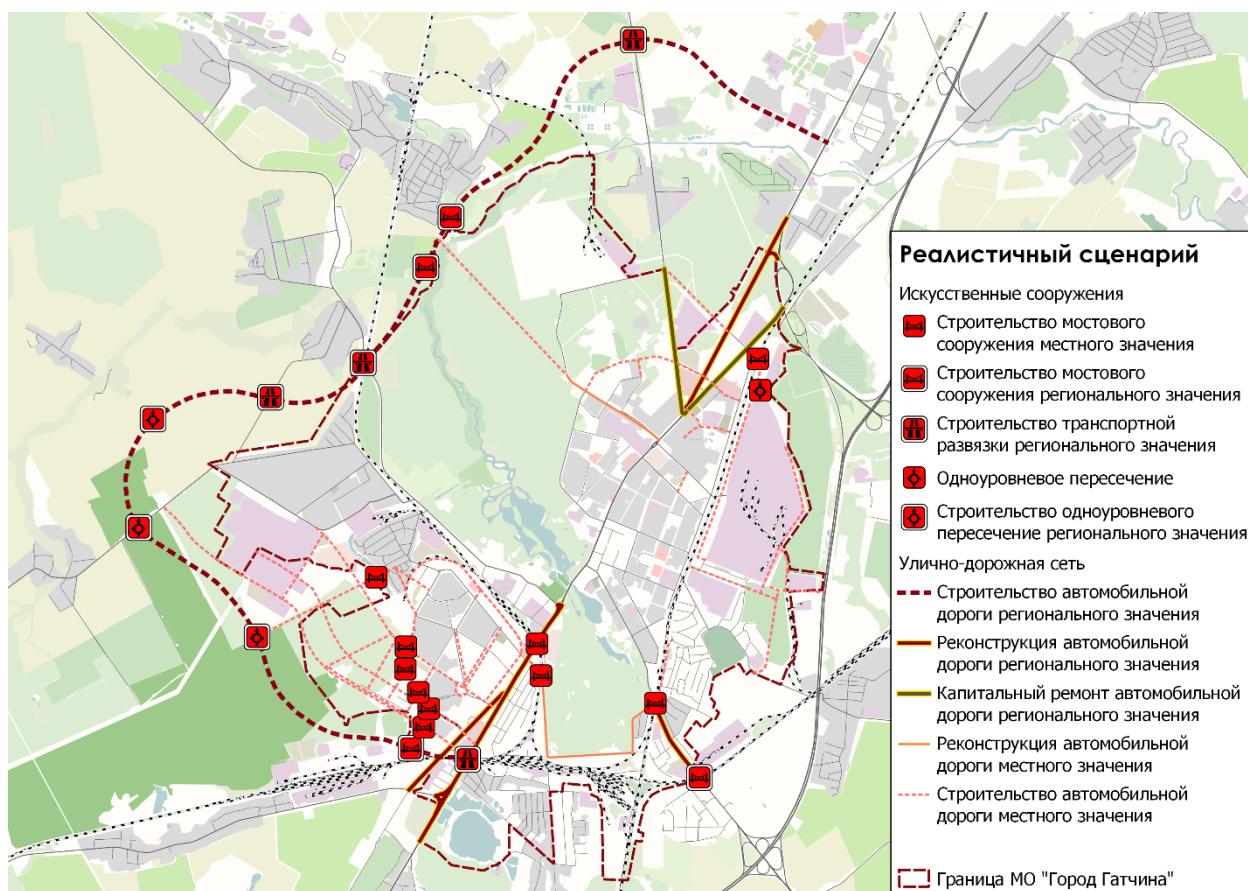 Реалистичный сценарий
Искусственные сооружения
Строительство мостового
сооружения местного значения
Строительство мостового
сооружения регионального значения
Строительство транспортной
развязки регионального значения
Одноуровневое пересечение
Строительство одноуровневого
пересечение регионального значения
Улично-дорожная сеть
Строительство автомобильной
дороги регионального значения
Реконструкция автомобильной
дороги регионального значения
Капитальный ремонт автомобильной
дороги регионального значения
Реконструкция автомобильной
дороги местного значения
Строительство автомобильной
дороги местного значения
Граница МО "Город Гатчина"